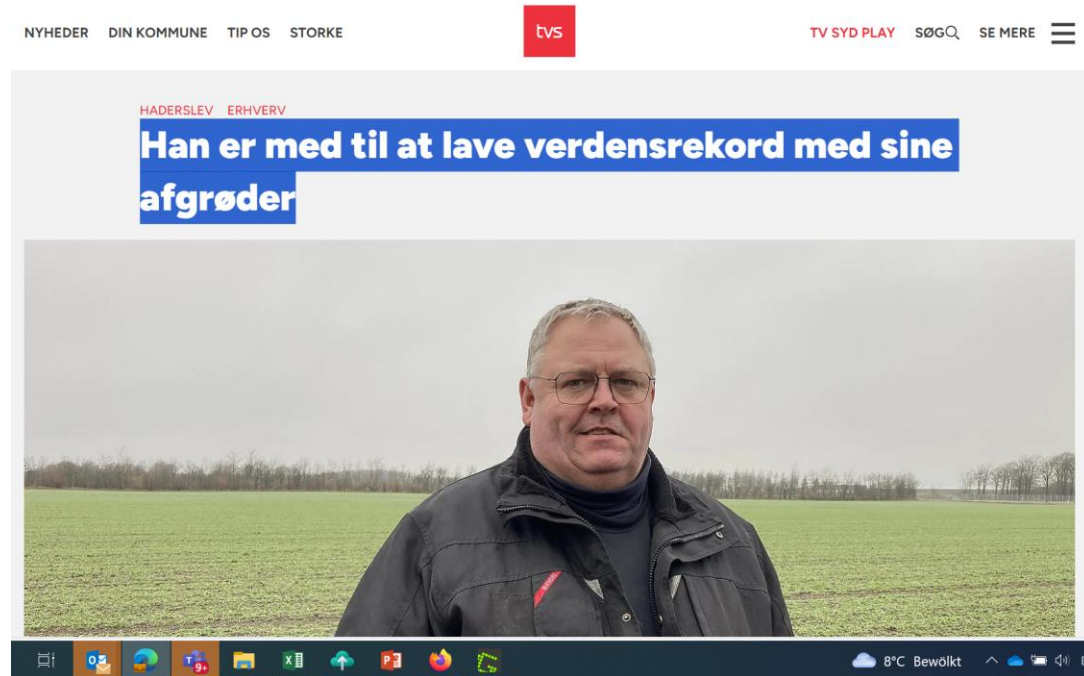 NYHEDER DIN KOMMUNE TIP OS STORKE tvs TV SYD PLAY SØG SE MERE
HADERSLEV ERHVERV
Han er med til at lave verdensrekord med sine
afgrøder
9+
8°C Bewölkt